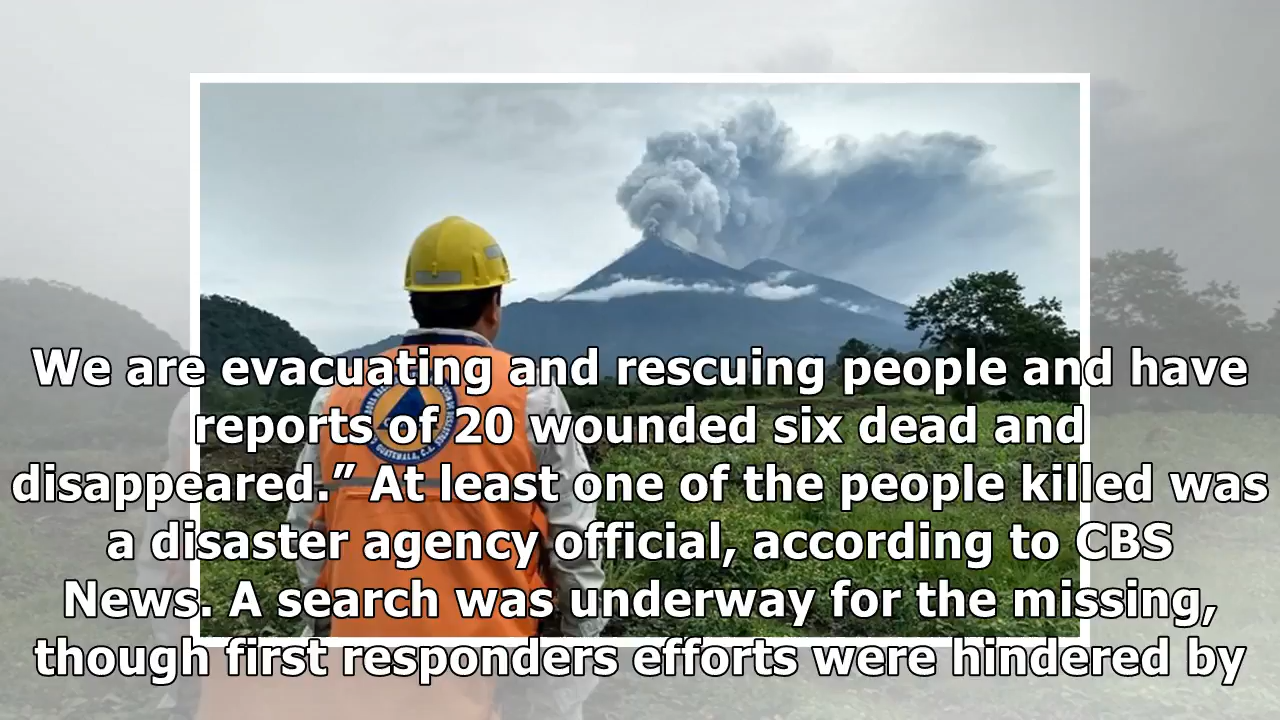 We are evacuating and rescuing people and have
reports of 20 wounded six dead and
disappeared.” At least one of the people killed was
a disaster agency official, according to CBS
News. A search was underway for the missing,
though first responders efforts were hindered by
GUATEMALA, C.A.